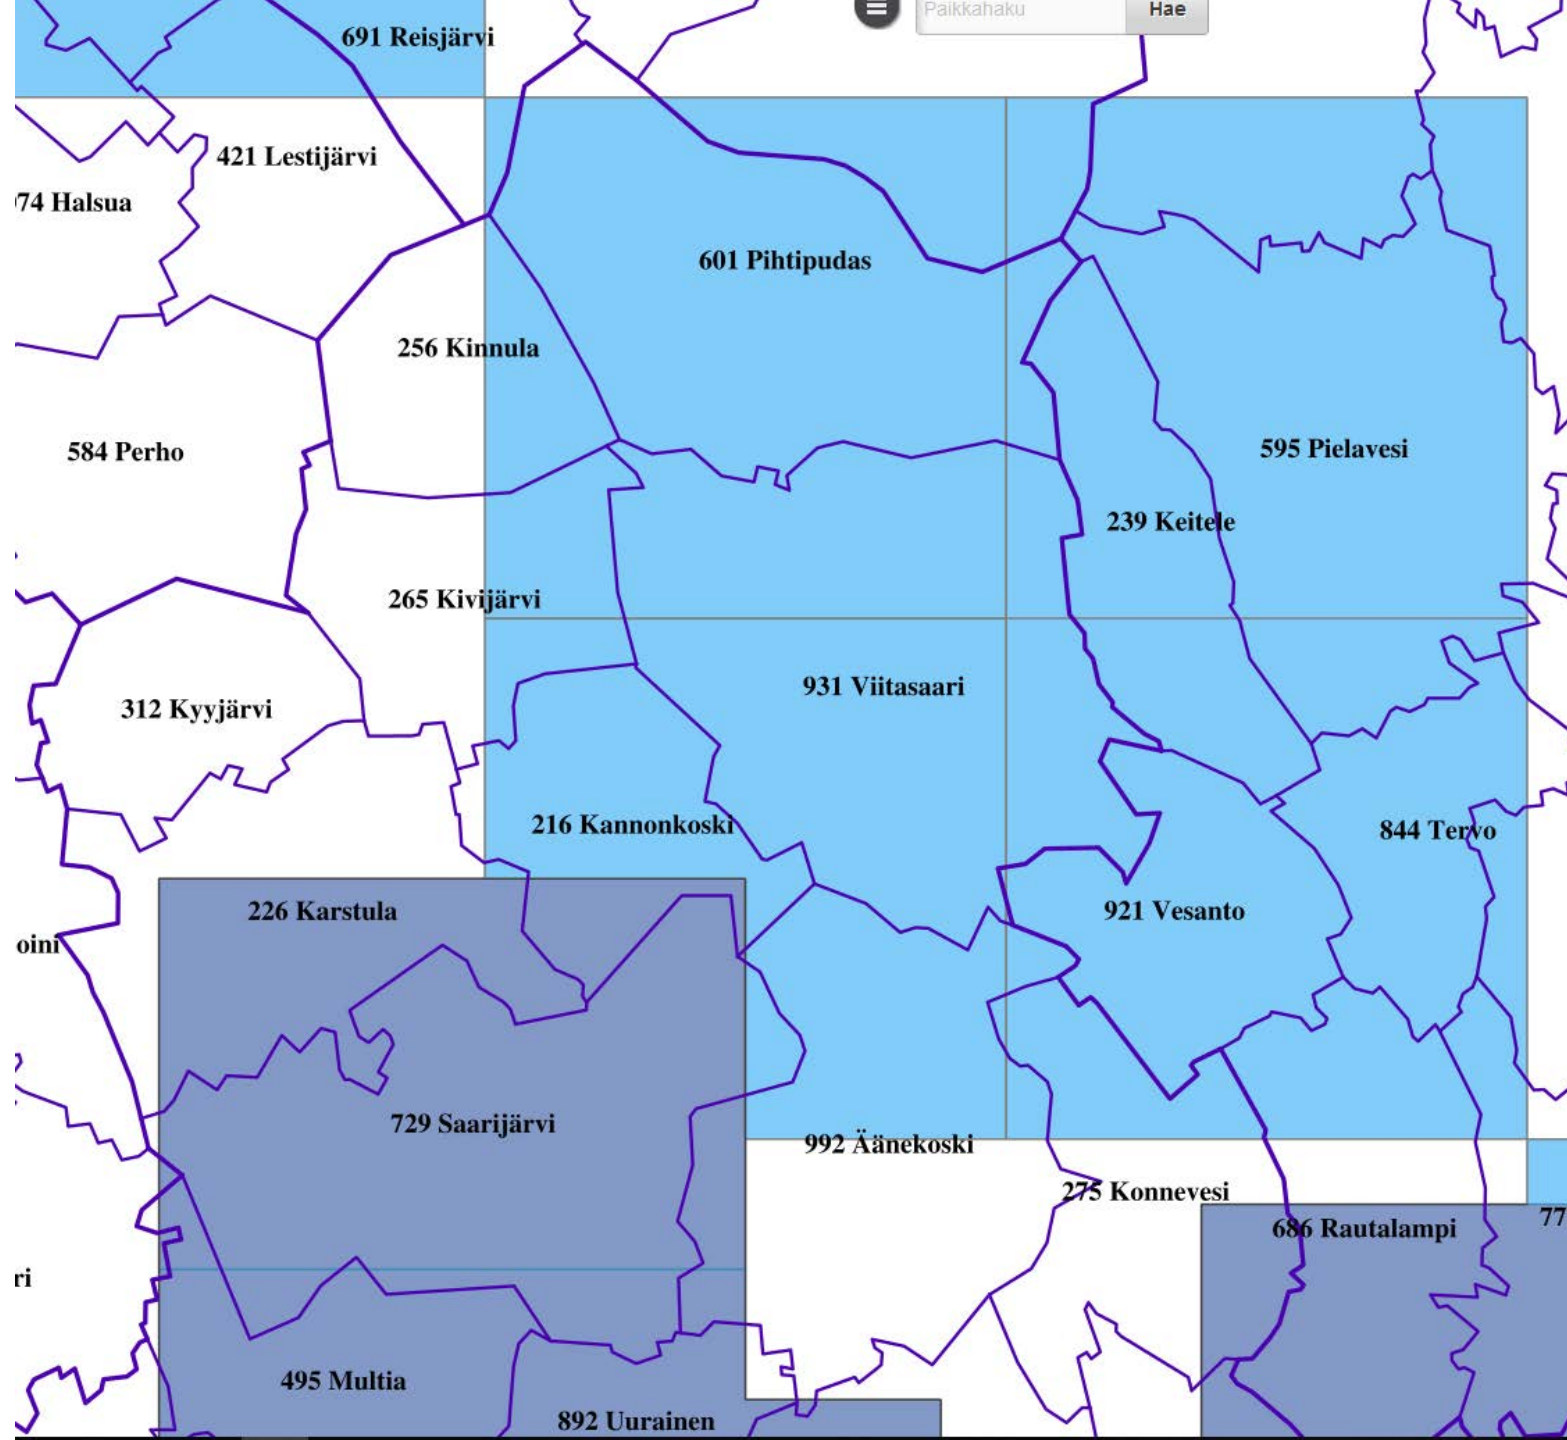 Paikkahaku
Hae
691 Reisjärvi
421 Lestijärvi
74 Halsua
601 Pihtipudas
256 Kinnula
584 Perho
595 Pielavesi
239 Keitele
265 Kivijärvi
931 Viitasaari
312 Kyyjärvi
216 Kannonkoski
844 Tervo
226 Karstula
921 Vesanto
oini
729 Saarijärvi
992 Äänekoski
275 Konnevesi
77
686 Rautalampi
ri
495 Multia
892 Uurainen